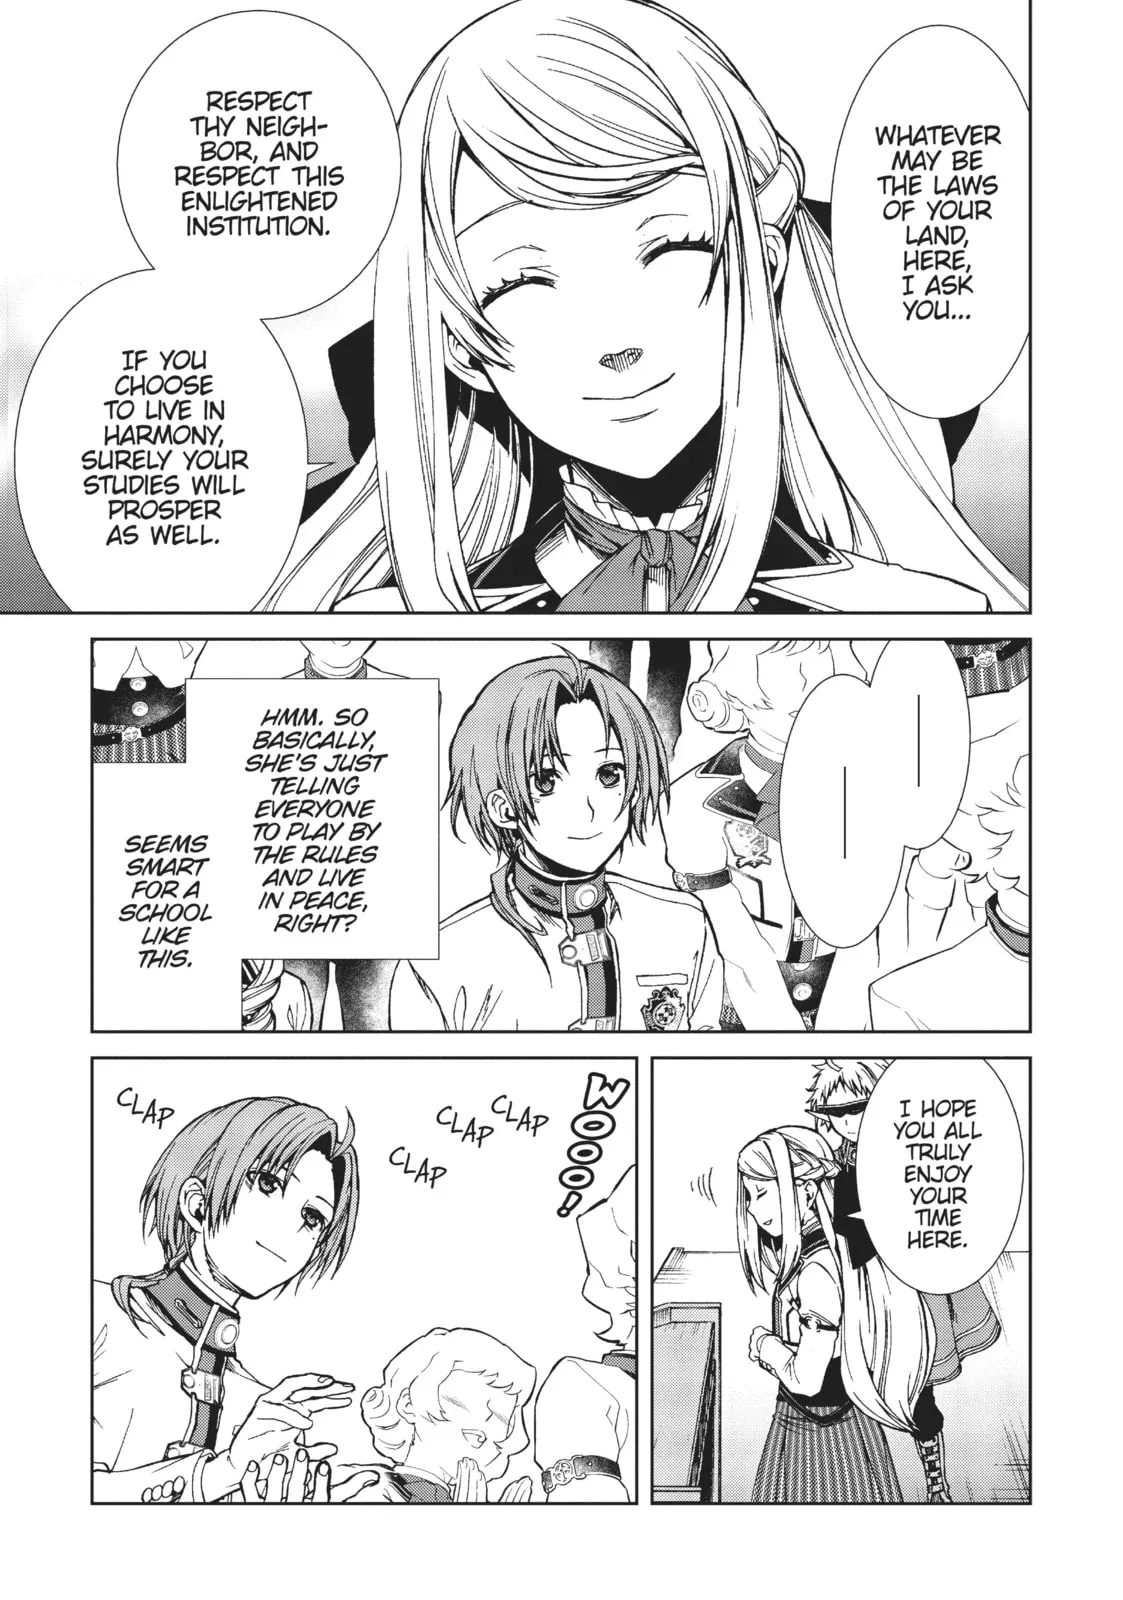 WHATEVER
MAY BE
THE LAWS
OF YOUR
LAND,
HERE,
I ASK
YOU...
RESPECT
THY NEIGH-
BOR, AND
RESPECT THIS
ENLIGHTENED
INSTITUTION.
IF YOU
CHOOSE
TO LIVE IN
HARMONY,
SURELY YOUR
STUDIES WILL
PROSPER
AS WELL.
HMM. SO
BASICALLY,
SHE'S JUST
TELLING
EVERYONE
TO PLAY BY
THE RULES
AND LIVE
IN PEACE,
RIGHT?
SEEMS
SMART
FOR A
SCHOOL
LIKE
THIS.
I HOPE
YOU ALL
TRULY
ENJOY
YOUR
TIME
HERE.
WOOO!
CLAP
CLAP
CLAP
CLAP